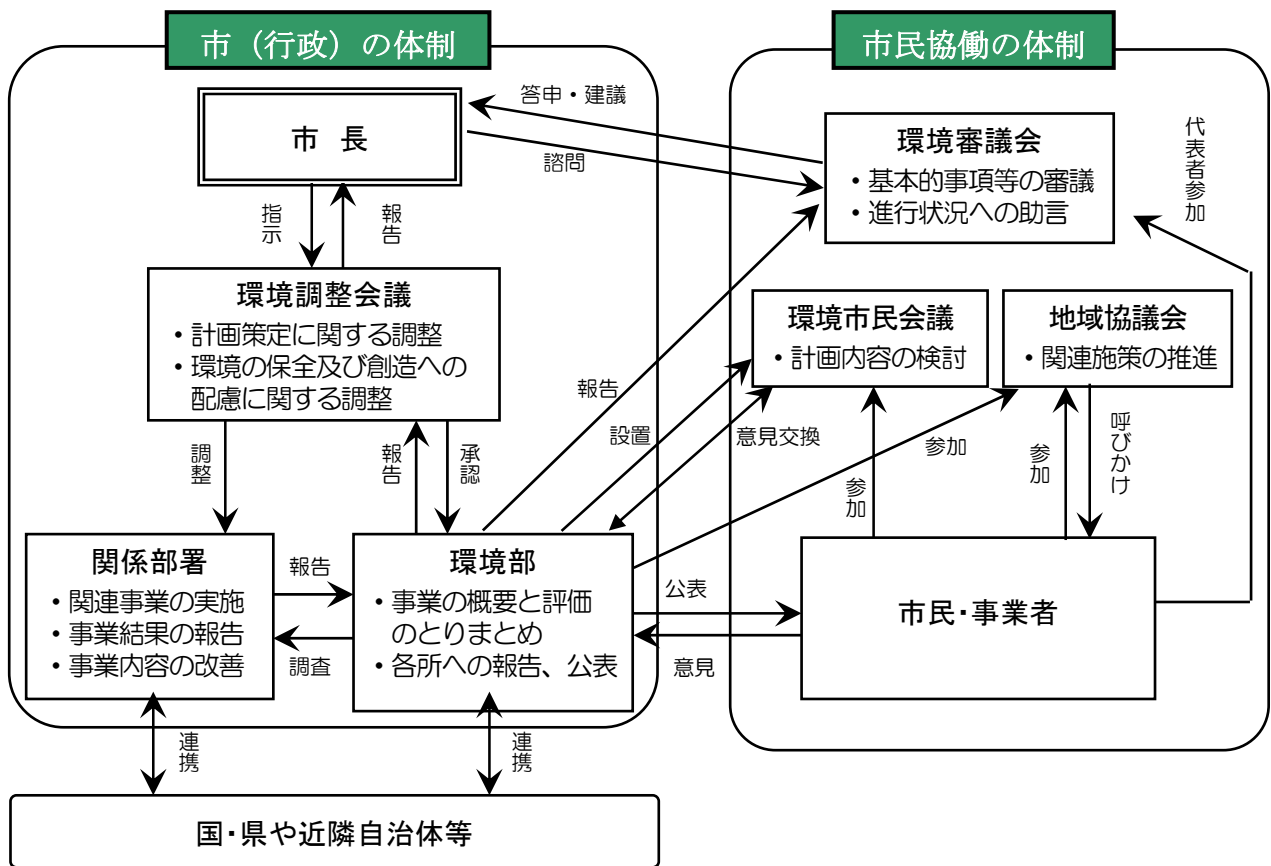 市（行政）の体制
市民協働の体制
市 長
答申・建議
諮問
環境審議会
・基本的事項等の審議
・進行状況への助言
代表者参加
指示
報告
環境調整会議
・計画策定に関する調整
・環境の保全及び創造への
配慮に関する調整
環境市民会議
・計画内容の検討
地域協議会
・関連施策の推進
報告
設置
意見交換
参加
参加
参加
呼びかけ
調整
報告
承認
関係部署
・関連事業の実施
・事業結果の報告
・事業内容の改善
報告
調査
環境部
・事業の概要と評価
のとりまとめ
・各所への報告、公表
公表
意見
市民・事業者
連携
連携
国・県や近隣自治体等